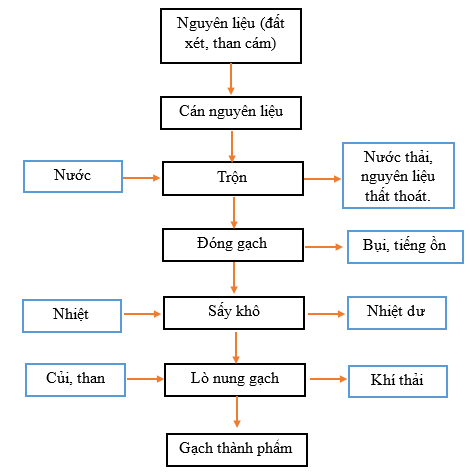 Nguyên liệu (đất
xét, than cám)
Cán nguyên liệu
Nước
Trộn
Nước thải,
nguyên liệu
thất thoát.
Đóng gạch
Bụi, tiếng ồn
Nhiệt
Sấy khô
Nhiệt dư
Củi, than
Lò nung gạch
Khí thải
Gạch thành phẩm